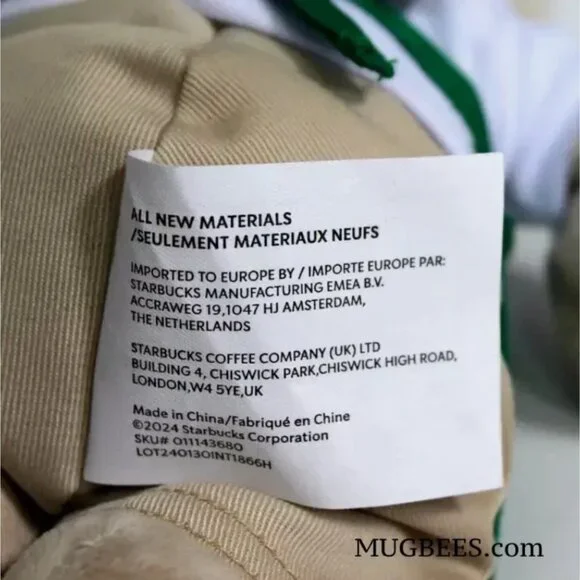 ALL NEW MATERIALS
/SEULEMENT MATERIAUX NEUFS
IMPORTED TO EUROPE BY / IMPORTE EUROPE PAR:
STARBUCKS MANUFACTURING EMEA B.V.
ACCRAWEG 19,1047 HJ AMSTERDAM,
THE NETHERLANDS
STARBUCKS COFFEE COMPANY (UK) LTD
BUILDING 4, CHISWICK PARK,CHISWICK HIGH ROAD,
LONDON,W4 5YE,UK
Made in China/Fabriqué en Chine
©2024 Starbucks Corporation
SKU# 011143680
LOT240130INT1866H
MUGBEES.com